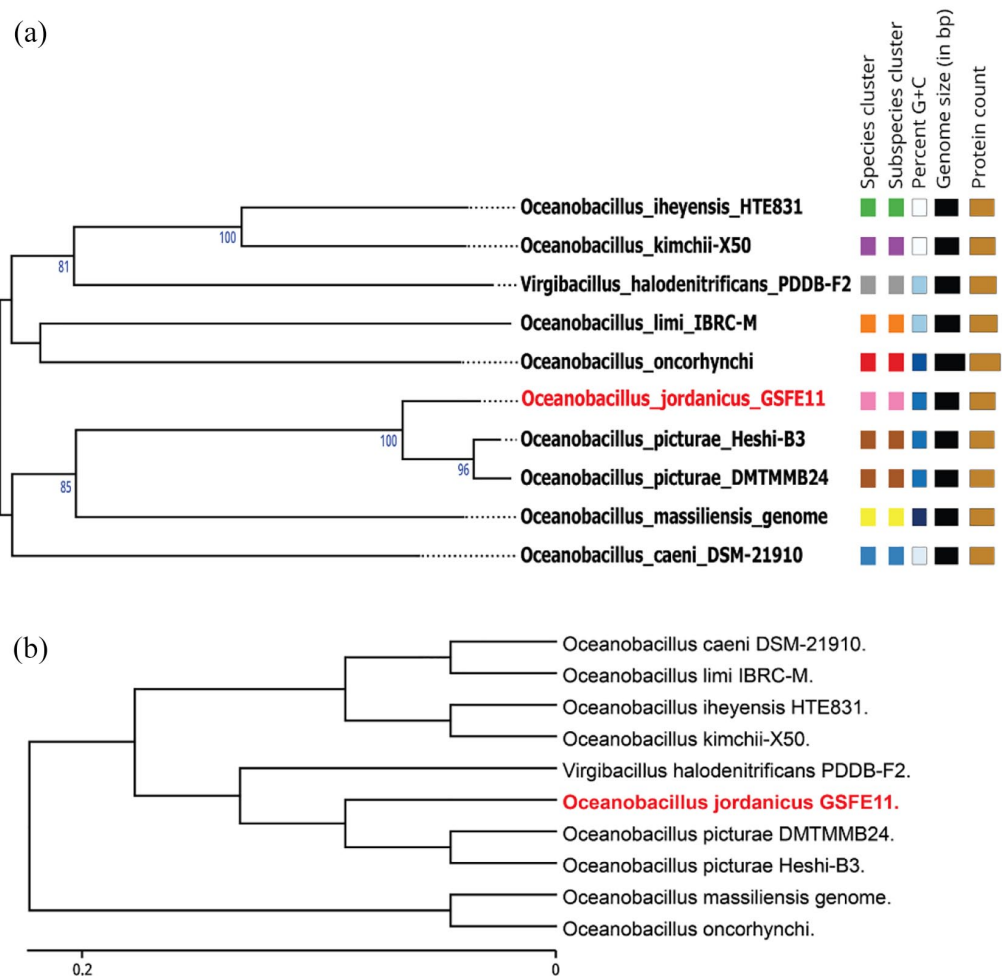 (a)
Species cluster
Subspecies cluster
Percent G+C
Genome size (in bp)
Protein count
Oceanobacillus_iheyensis_HTE831
100
Oceanobacillus_kimchii-X50
81
Virgibacillus_halodenitrificans_PDDB-F2
Oceanobacillus_limi_IBRC-M
Oceanobacillus_oncorhynchi
Oceanobacillus_jordanicus_GSFE11
100
Oceanobacillus_picturae_Heshi-B3
96
Oceanobacillus_picturae_DMTMMB24
85
Oceanobacillus_massiliensis_genome
Oceanobacillus_caeni_DSM-21910
(b)
Oceanobacillus caeni DSM-21910.
Oceanobacillus limi IBRC-M.
Oceanobacillus iheyensis HTE831.
Oceanobacillus kimchii-X50.
Virgibacillus halodenitrificans PDDB-F2.
Oceanobacillus jordanicus GSFE11.
Oceanobacillus picturae DMTMMB24.
Oceanobacillus picturae Heshi-B3.
Oceanobacillus massiliensis genome.
Oceanobacillus oncorhynchi.
0.2 0